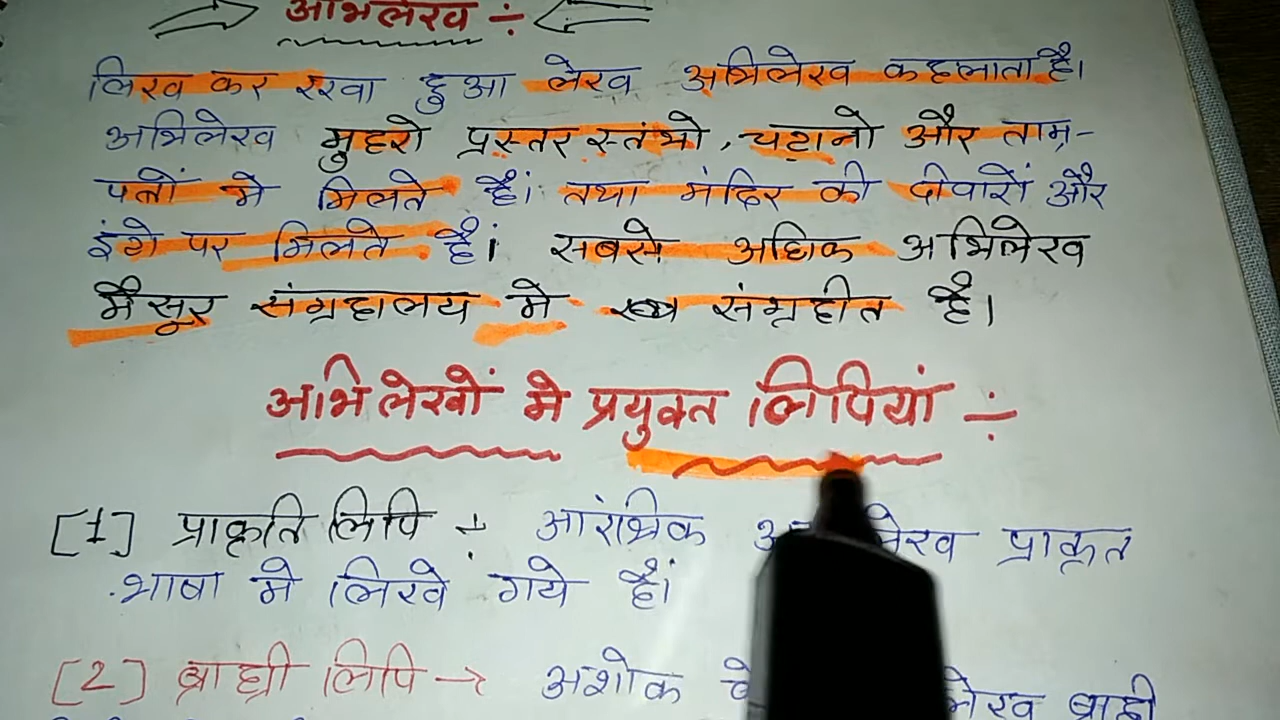 अभिलेख ÷
लिख कर रखा हुआ लेख अभिलेख कहलाता है।
अभिलेख मुहरो प्रस्तर स्तंभो, चटानो और ताम्र-
पत्तों मे मिलते हैं। तथा मंदिर की दीवारों और
इंटो पर मिलते हैं। सबसे अधिक अभिलेख
मैसूर संग्रहालय मे संग्रहीत है।
अभिलेखों मे प्रयुक्त लिपियां ÷
[1] प्राकृति लिपि ÷ आरंभिक प्राकृत
भाषा मे लिखे गये हैं।
[2] ब्राह्मी लिपि → अशोक ब्राह्मी